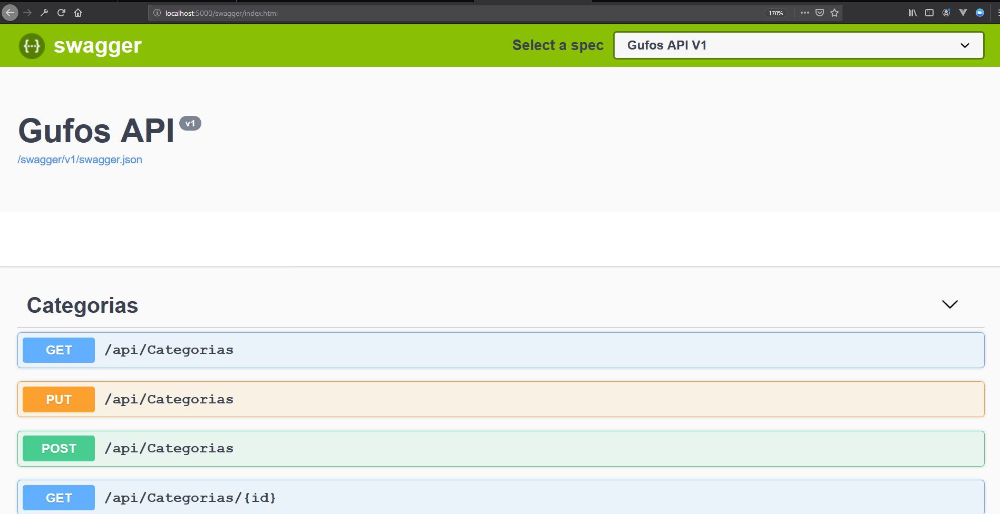 localhost:5000/swagger/index.html
170%
swagger
Select a spec
Gufos API V1
Gufos API v1
/swagger/v1/swagger.json
Categorias
GET /api/Categorias
PUT /api/Categorias
POST /api/Categorias
GET /api/Categorias/{id}